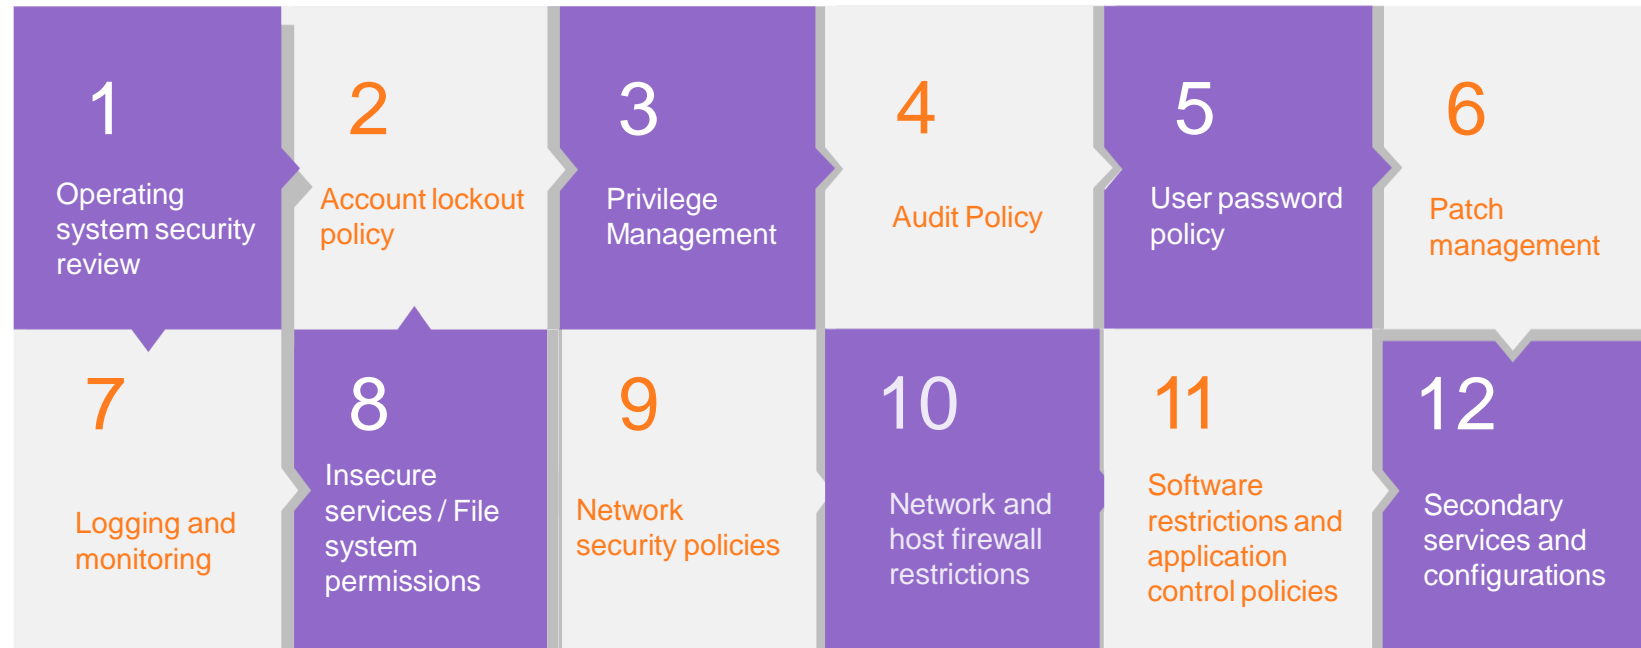 1
Operating
system security
review
2
Account lockout
policy
3
Privilege
Management
4
Audit Policy
5
User password
policy
6
Patch
management
7
Logging and
monitoring
8
Insecure
services / File
system
permissions
9
Network
security policies
10
Network and
host firewall
restrictions
11
Software
restrictions and
application
control policies
12
Secondary
services and
configurations